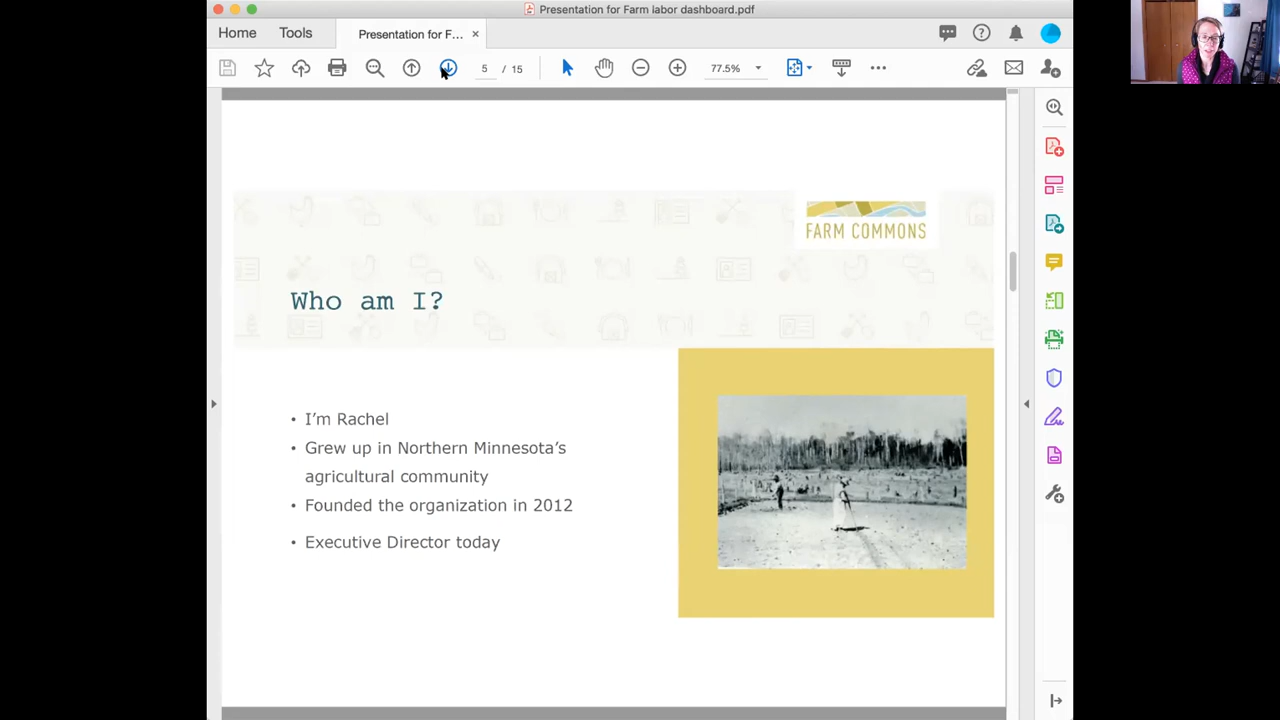 Presentation for Farm labor dashboard.pdf
Home
Tools
Presentation for F...
×
5 / 15
77.5%
FARM COMMONS
Who am I?
• I'm Rachel
• Grew up in Northern Minnesota's
agricultural community
• Founded the organization in 2012
• Executive Director today